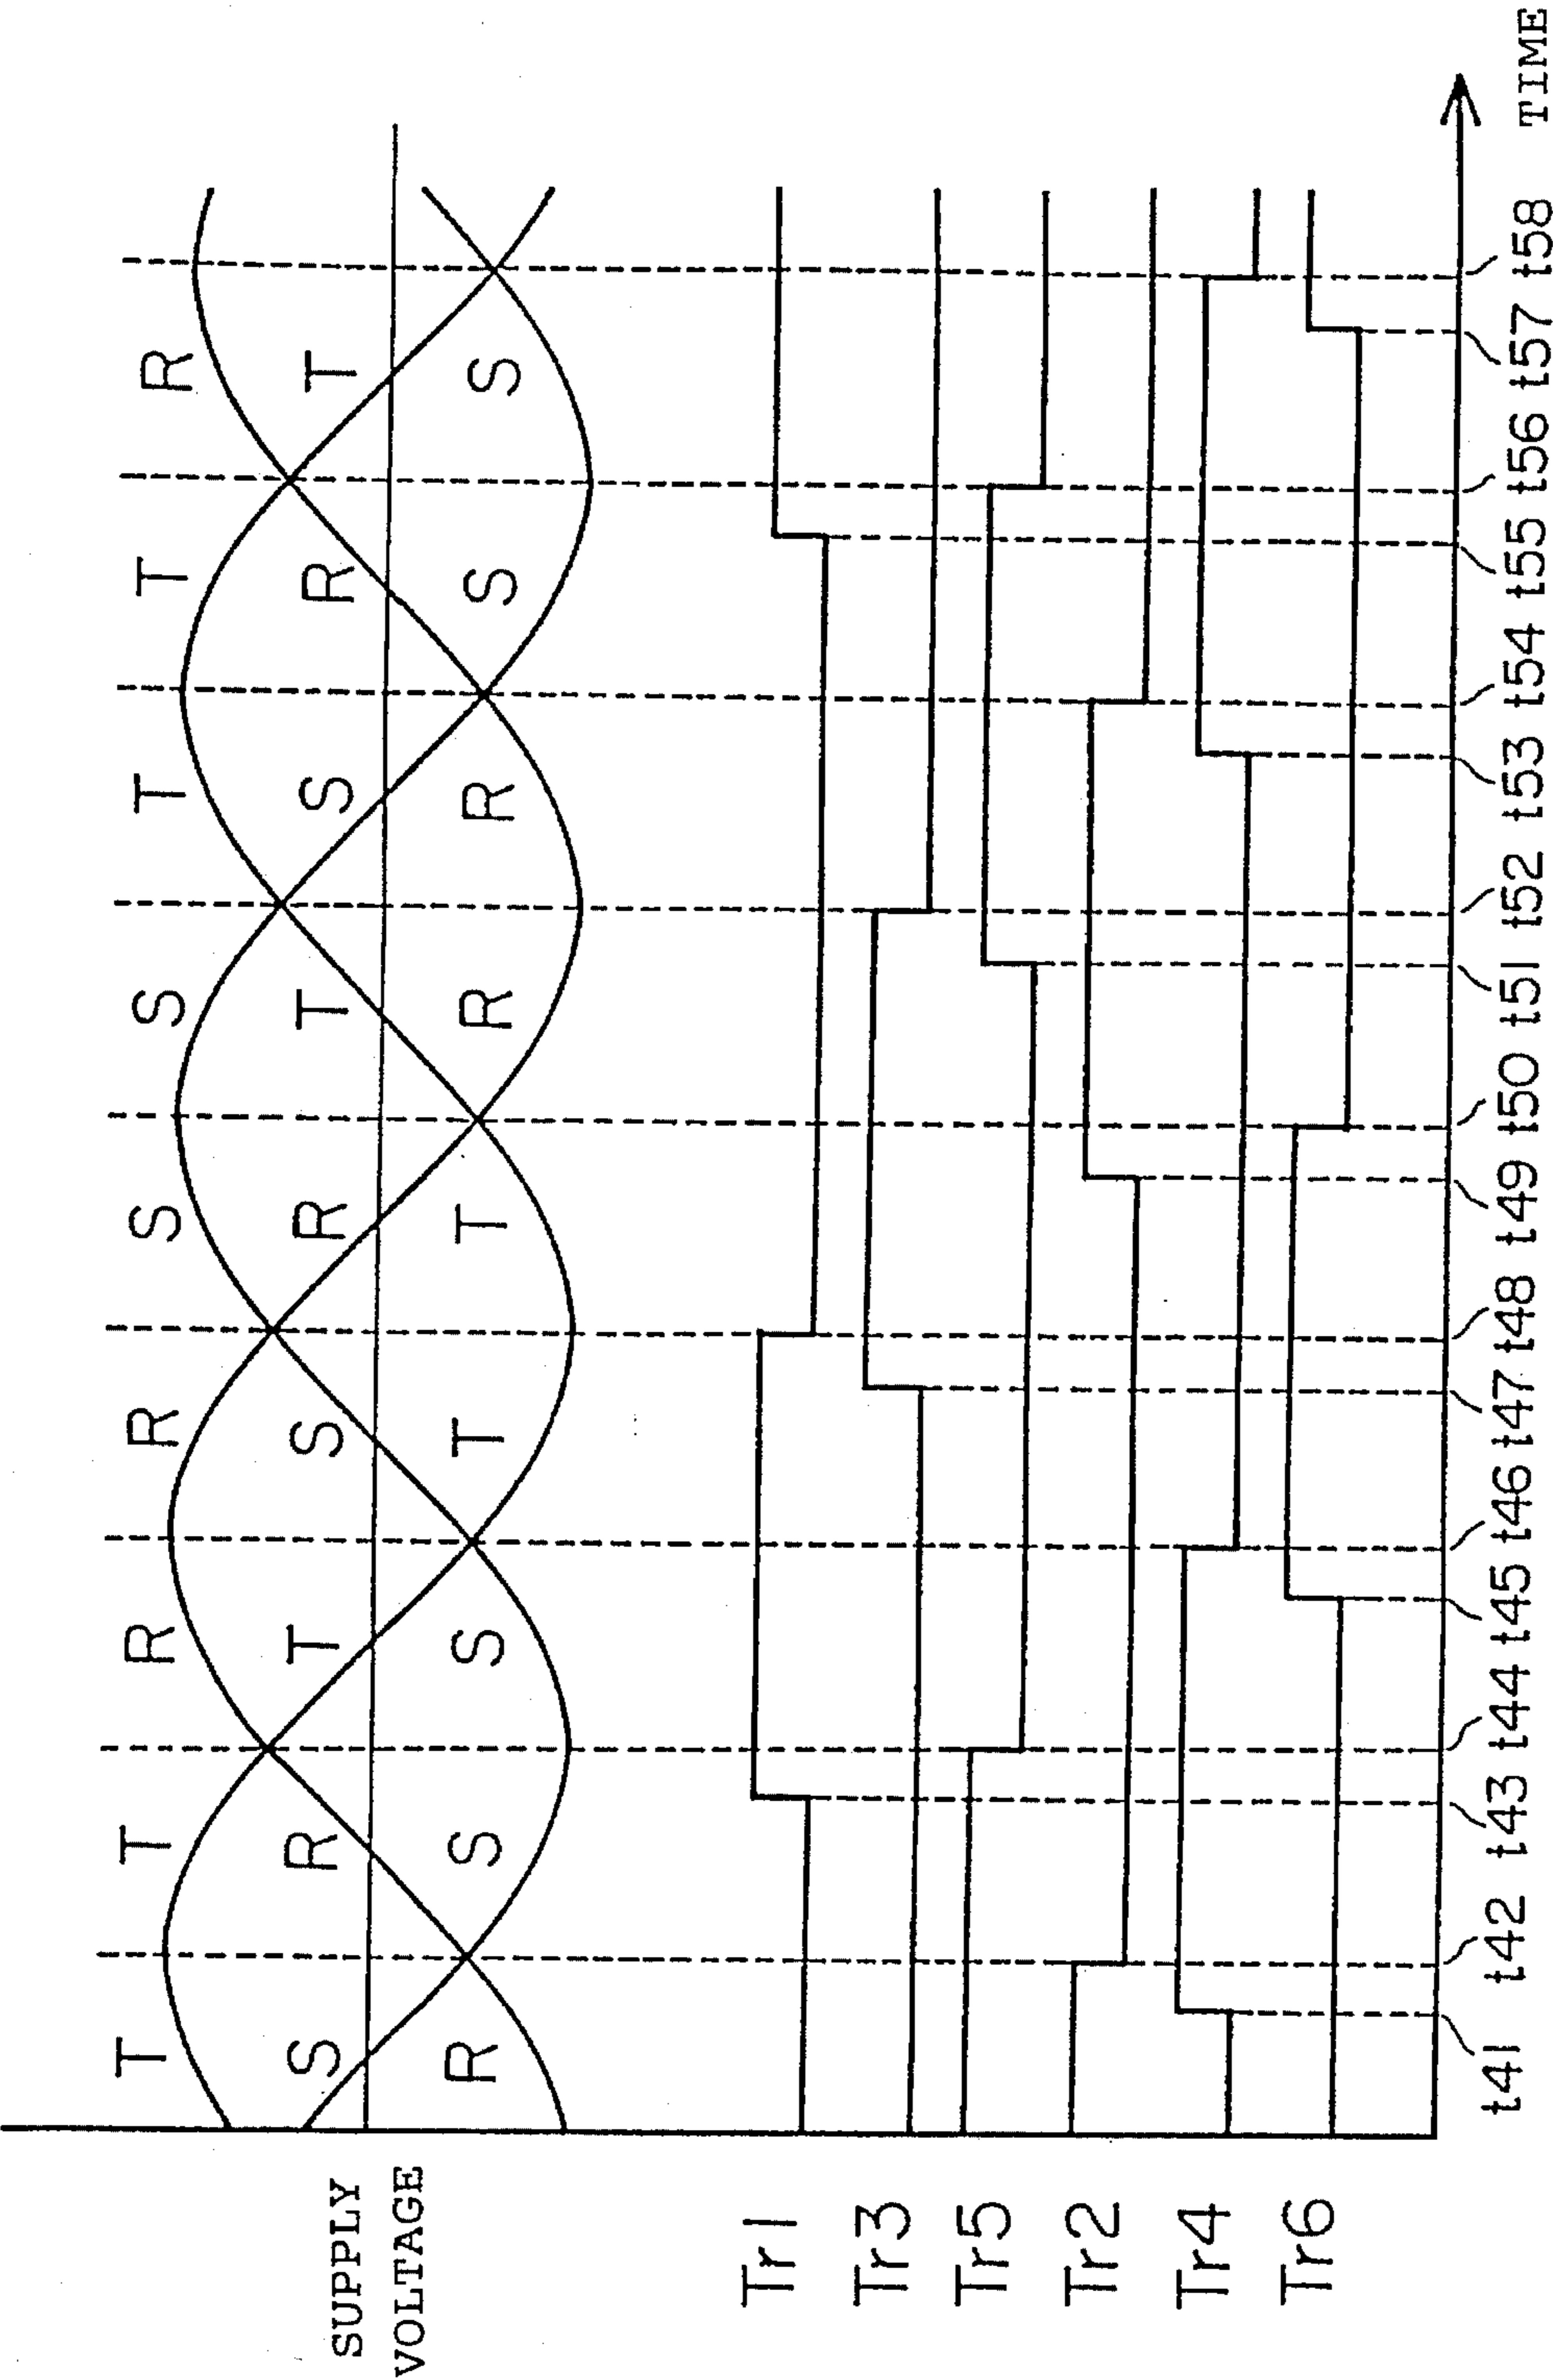 T T R R S S T T R
S R T S R T S R T
R S S T T R R S S
SUPPLY
VOLTAGE
Tr1
Tr3
Tr5
Tr2
Tr4
Tr6
t41 t42 t43 t44 t45 t46 t47 t48 t49 t50 t51 t52 t53 t54 t55 t56 t57 t58
TIME